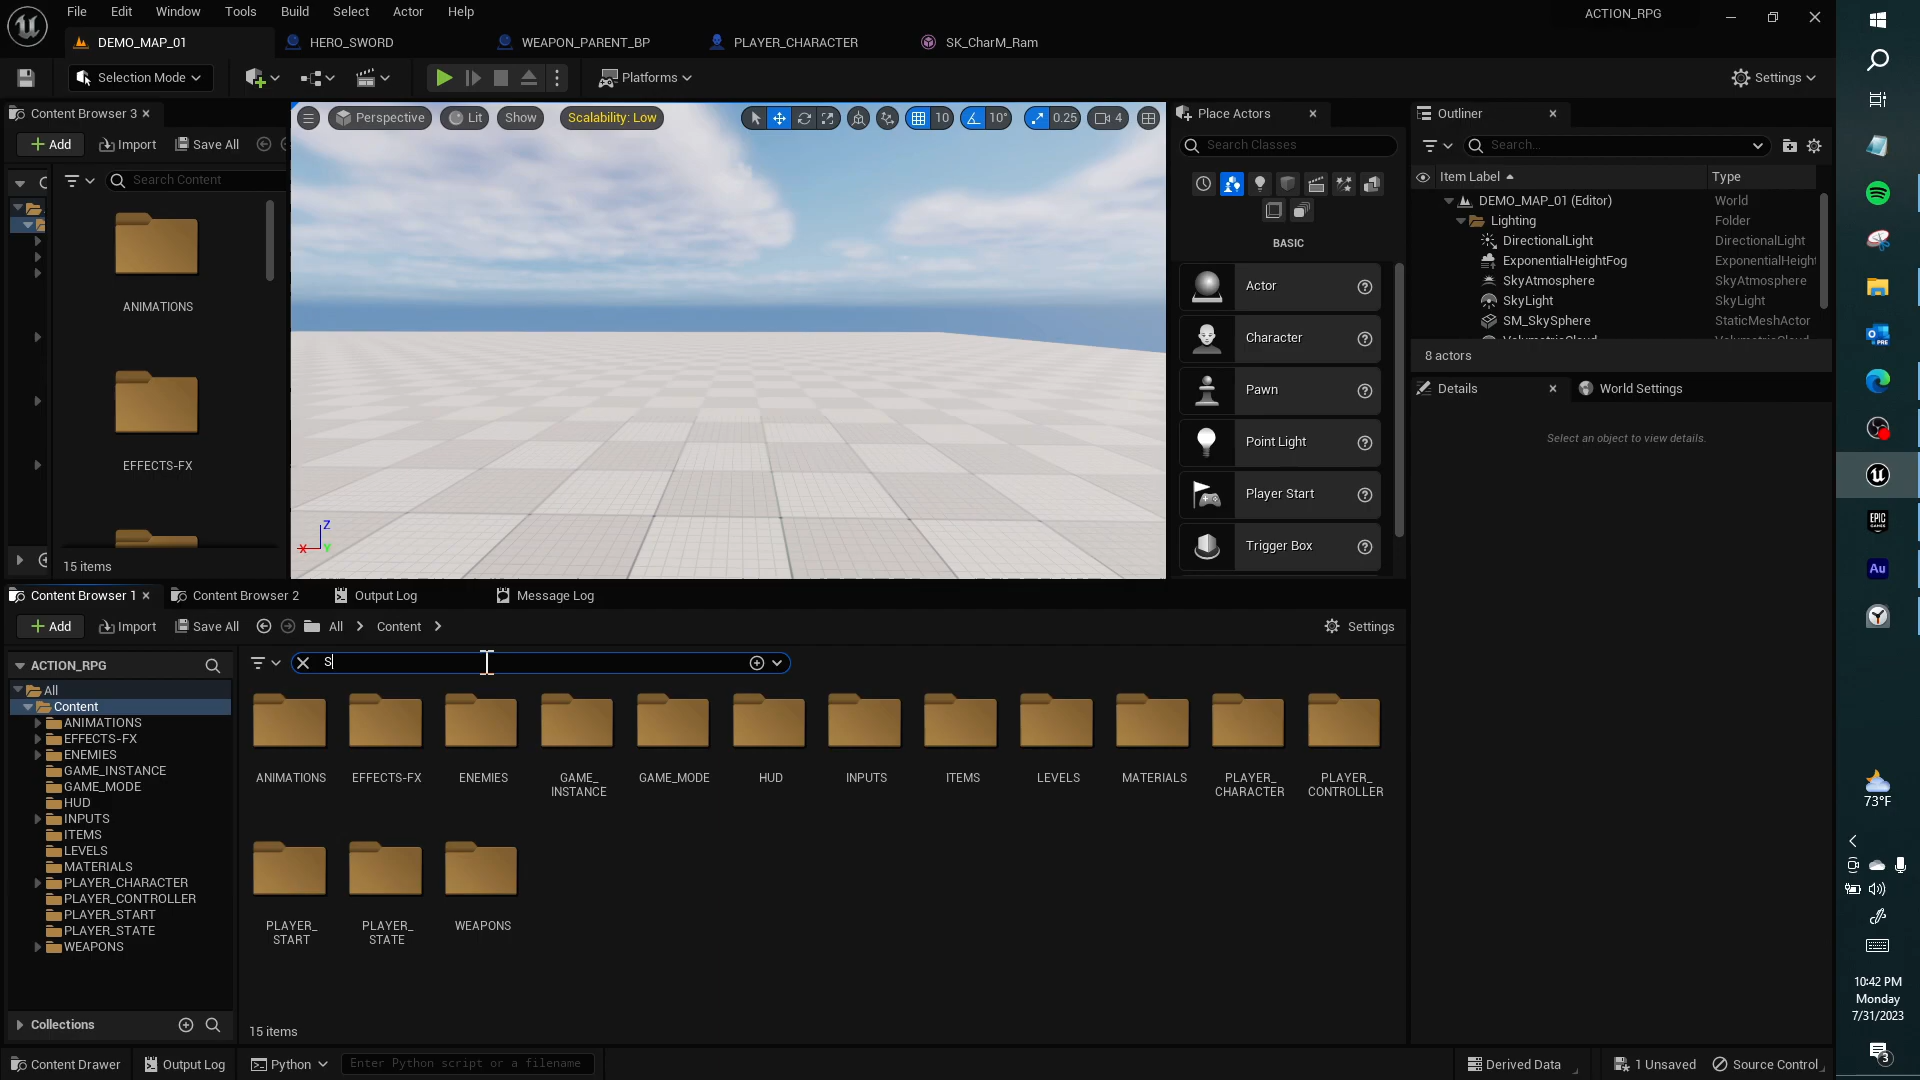 File Edit Window Tools Build Select Actor Help
ACTION_RPG
DEMO_MAP_01
HERO_SWORD
WEAPON_PARENT_BP
PLAYER_CHARACTER
SK_CharM_Ram
Selection Mode
Platforms
Settings
Content Browser 3
Add
Import
Save All
Search Content
ANIMATIONS
EFFECTS-FX
15 items
Perspective
Lit
Show
Scalability: Low
10
10°
0.25
4
Z
X
Y
Place Actors
Search Classes
BASIC
Actor
Character
Pawn
Point Light
Player Start
Trigger Box
Outliner
Search...
Item Label
Type
DEMO_MAP_01 (Editor)
World
Lighting
Folder
DirectionalLight
DirectionalLight
ExponentialHeightFog
ExponentialHeight
SkyAtmosphere
SkyAtmosphere
SkyLight
SkyLight
SM_SkySphere
StaticMeshActor
8 actors
Details
World Settings
Select an object to view details.
Content Browser 1
Content Browser 2
Output Log
Message Log
Add
Import
Save All
All
Content
Settings
ACTION_RPG
All
Content
ANIMATIONS
EFFECTS-FX
ENEMIES
GAME_INSTANCE
GAME_MODE
HUD
INPUTS
ITEMS
LEVELS
MATERIALS
PLAYER_CHARACTER
PLAYER_CONTROLLER
PLAYER_START
PLAYER_STATE
WEAPONS
Collections
S
ANIMATIONS
EFFECTS-FX
ENEMIES
GAME_
INSTANCE
GAME_MODE
HUD
INPUTS
ITEMS
LEVELS
MATERIALS
PLAYER_
CHARACTER
PLAYER_
CONTROLLER
PLAYER_
START
PLAYER_
STATE
WEAPONS
15 items
Content Drawer
Output Log
Python
Enter Python script or a filename
Derived Data
1 Unsaved
Source Control
PRE
EPIC
GAMES
Au
73°F
10:42 PM
Monday
7/31/2023
3